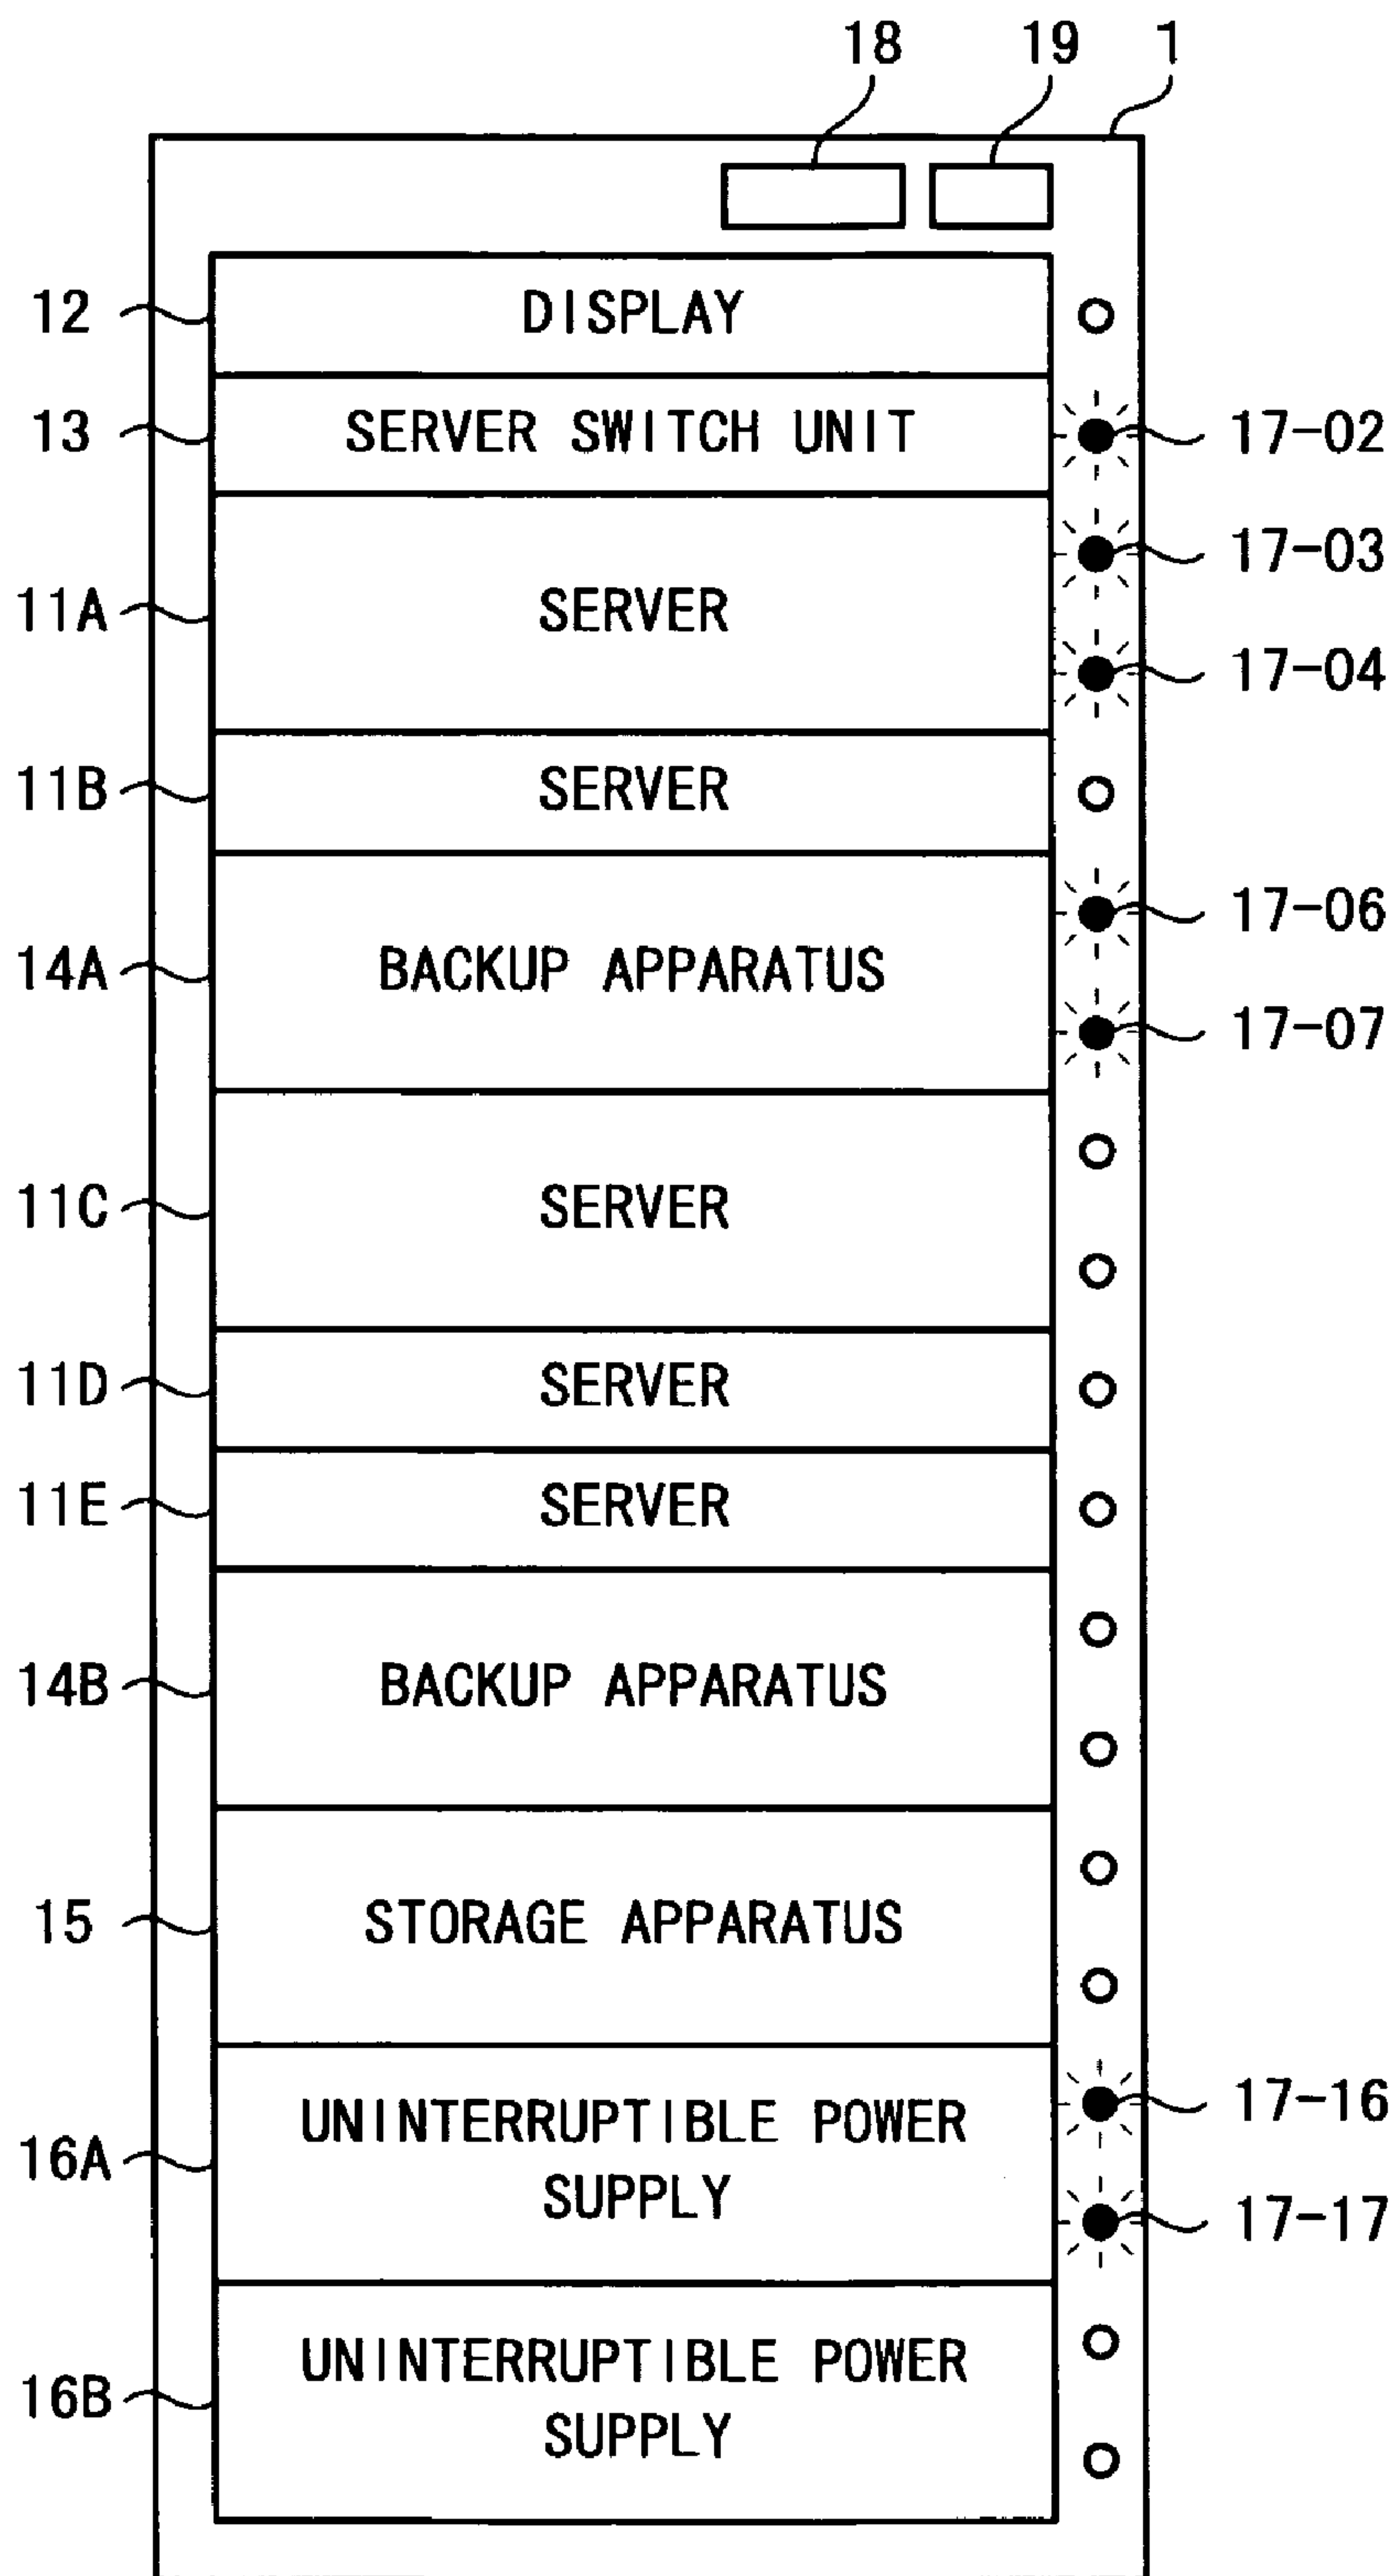 18 19 1
12 DISPLAY
13 SERVER SWITCH UNIT 17-02
17-03
11A SERVER
17-04
11B SERVER
17-06
14A BACKUP APPARATUS
17-07
11C SERVER
11D SERVER
11E SERVER
14B BACKUP APPARATUS
15 STORAGE APPARATUS
17-16
UNINTERRUPTIBLE POWER
16A
SUPPLY
17-17
UNINTERRUPTIBLE POWER
16B
SUPPLY